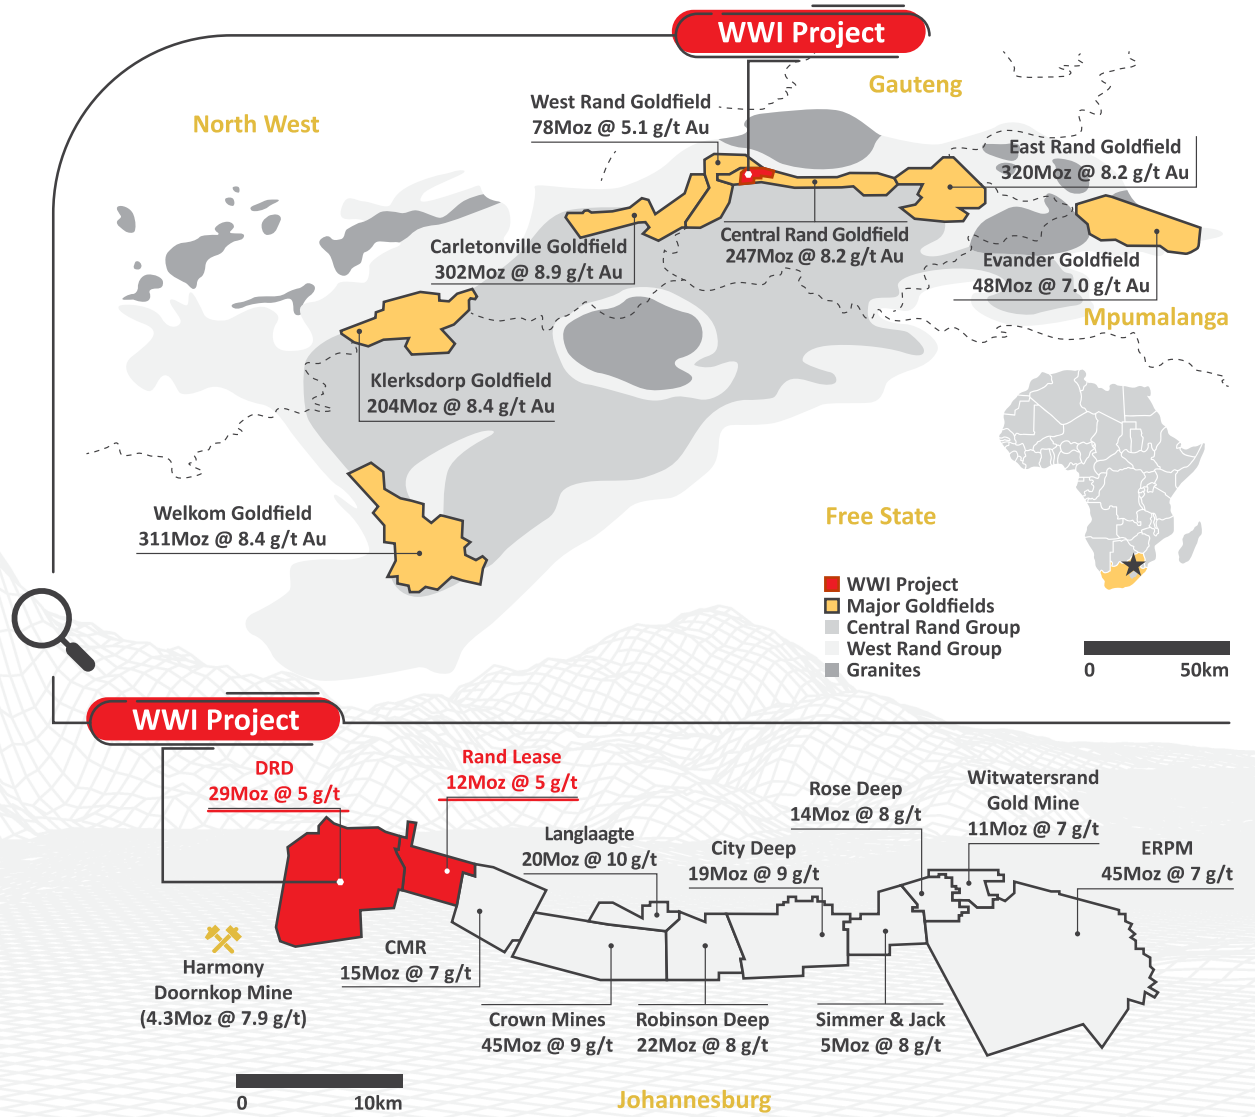 WWI Project
Gauteng
North West
West Rand Goldfield
78Moz @ 5.1 g/t Au
East Rand Goldfield
320Moz @ 8.2 g/t Au
Carletonville Goldfield
302Moz @ 8.9 g/t Au
Central Rand Goldfield
247Moz @ 8.2 g/t Au
Evander Goldfield
48Moz @ 7.0 g/t Au
Mpumalanga
Klerksdorp Goldfield
204Moz @ 8.4 g/t Au
Welkom Goldfield
311Moz @ 8.4 g/t Au
Free State
WWI Project
Major Goldfields
Central Rand Group
West Rand Group
Granites
0 50km
WWI Project
DRD
29Moz @ 5 g/t
Rand Lease
12Moz @ 5 g/t
Langlaagte
20Moz @ 10 g/t
City Deep
19Moz @ 9 g/t
Rose Deep
14Moz @ 8 g/t
Witwatersrand
Gold Mine
11Moz @ 7 g/t
ERPM
45Moz @ 7 g/t
Harmony
Doornkop Mine
(4.3Moz @ 7.9 g/t)
CMR
15Moz @ 7 g/t
Crown Mines
45Moz @ 9 g/t
Robinson Deep
22Moz @ 8 g/t
Simmer & Jack
5Moz @ 8 g/t
0 10km
Johannesburg